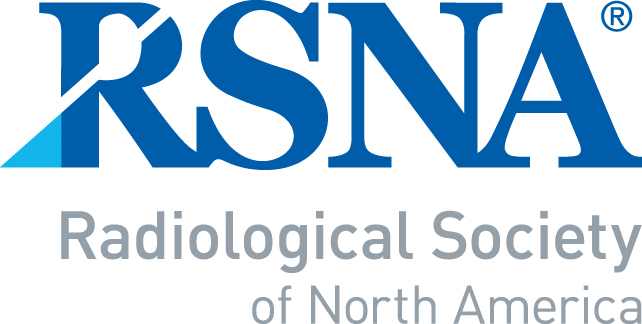 RSNA®
Radiological Society
of North America